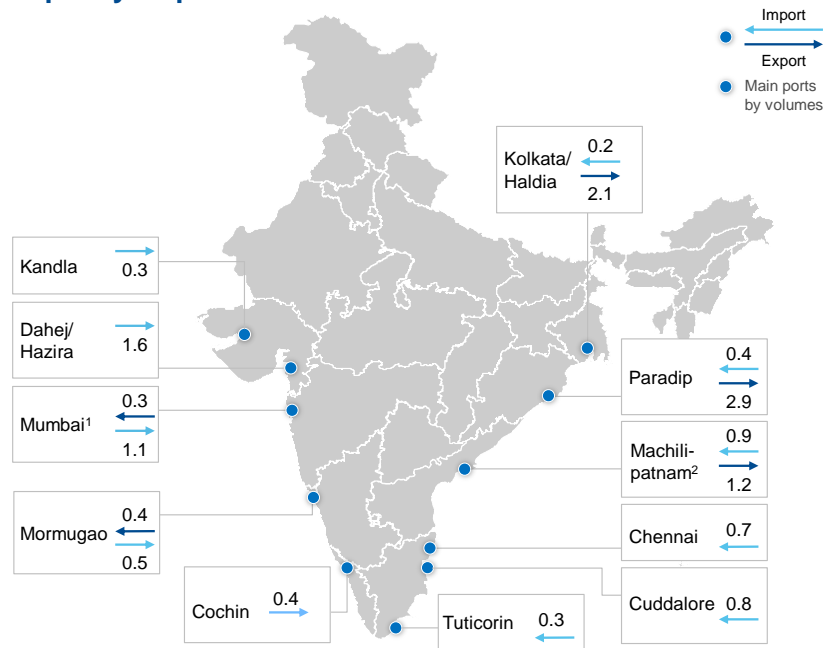 Import
Export
Main ports
by volumes
Kolkata/
Haldia
0.2
2.1
Kandla
0.3
Dahej/
Hazira
1.6
Mumbai¹
0.3
1.1
Mormugao
0.4
0.5
Cochin
0.4
Tuticorin
0.3
Paradip
0.4
2.9
Machili-
patnam²
0.9
1.2
Chennai
0.7
Cuddalore
0.8